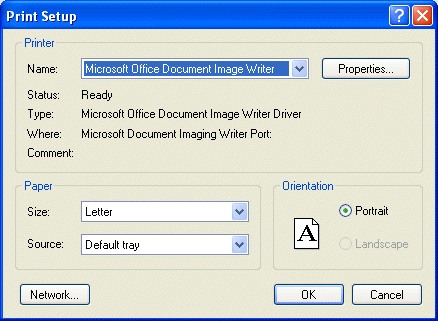 Print Setup
Printer
Name: Microsoft Office Document Image Writer Properties...
Status: Ready
Type: Microsoft Office Document Image Writer Driver
Where: Microsoft Document Imaging Writer Port:
Comment:
Paper
Size: Letter
Source: Default tray
Orientation
A
Portrait
Landscape
Network... OK Cancel